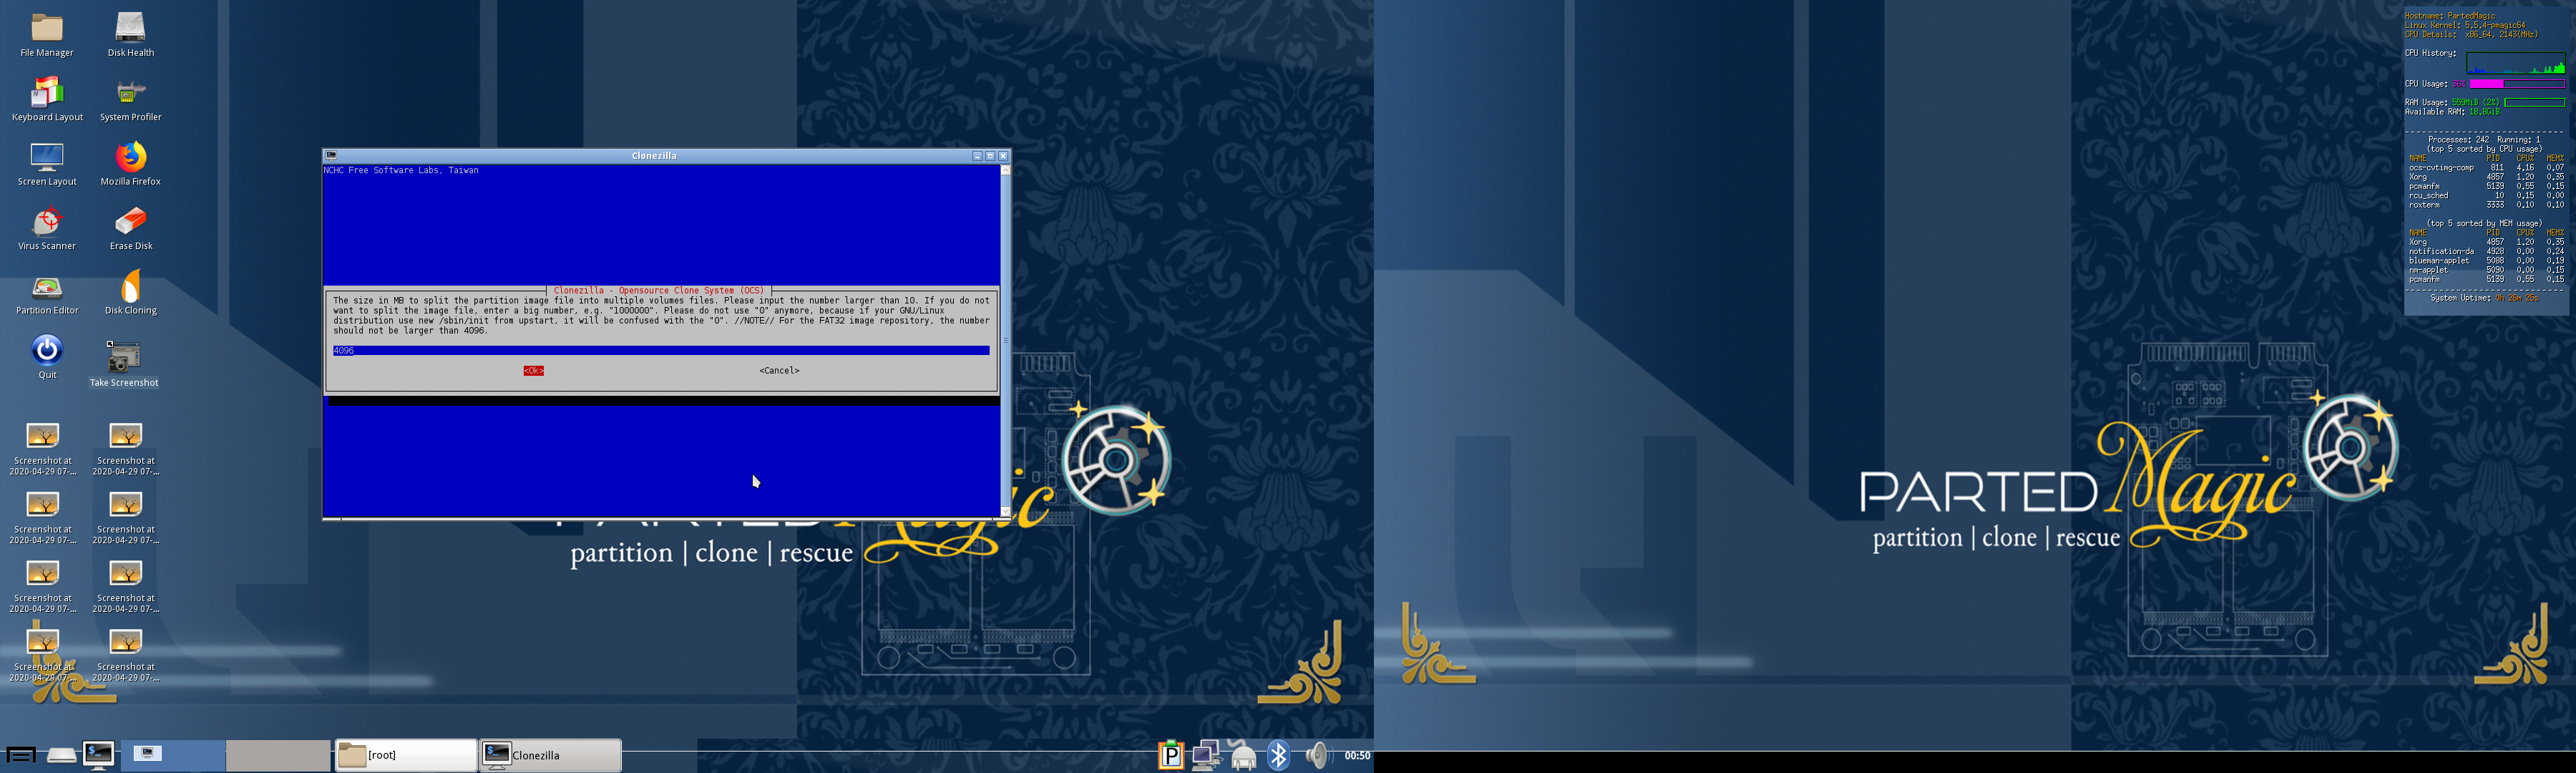 File Manager
Disk Health
Keyboard Layout
System Profiler
Screen Layout
Mozilla Firefox
Virus Scanner
Erase Disk
Partition Editor
Disk Cloning
Quit
Take Screenshot
Screenshot at
2020-04-29 07-...
Screenshot at
2020-04-29 07-...
Screenshot at
2020-04-29 07-...
Screenshot at
2020-04-29 07-...
Screenshot at
2020-04-29 07-...
Screenshot at
2020-04-29 07-...
Screenshot at
2020-04-29 07-...
Screenshot at
2020-04-29 07-...
Clonezilla
NCHC Free Software Labs, Taiwan
Clonezilla - Opensource Clone System (OCS)
The size in MB to split the partition image file into multiple volumes files. Please input the number larger than 10. If you do not
want to split the image file, enter a big number, e.g. "1000000". Please do not use "0" anymore, because if your GNU/Linux
distribution use new /sbin/init from upstart, it will be confused with the "0". //NOTE// For the FAT32 image repository, the number
should not be larger than 4096.
4096
<Ok>
<Cancel>
partition | clone | rescue
[root]
Clonezilla
00:50
PARTED Magic
partition | clone | rescue
Hostname: PartedMagic
Linux Kernel: 5.5.4-pmagic64
CPU Details: x86_64, 2143(MHz)
CPU History:
CPU Usage:
RAM Usage: 559MiB (2%)
Available RAM: 18.8GiB
Processes: 242 Running: 1
(top 5 sorted by CPU usage)
NAME PID CPU% MEM%
ocs-cvtimg-comp 811 4.16 0.07
Xorg 4857 1.20 0.35
pcmanfm 5139 0.55 0.15
rcu_sched 10 0.15 0.00
roxterm 3333 0.10 0.10
(top 5 sorted by MEM usage)
NAME PID CPU% MEM%
Xorg 4857 1.20 0.35
notification-da 4928 0.00 0.24
blueman-applet 5088 0.00 0.19
nm-applet 5090 0.00 0.15
pcmanfm 5139 0.55 0.15
System Uptime: 0h 25m 25s